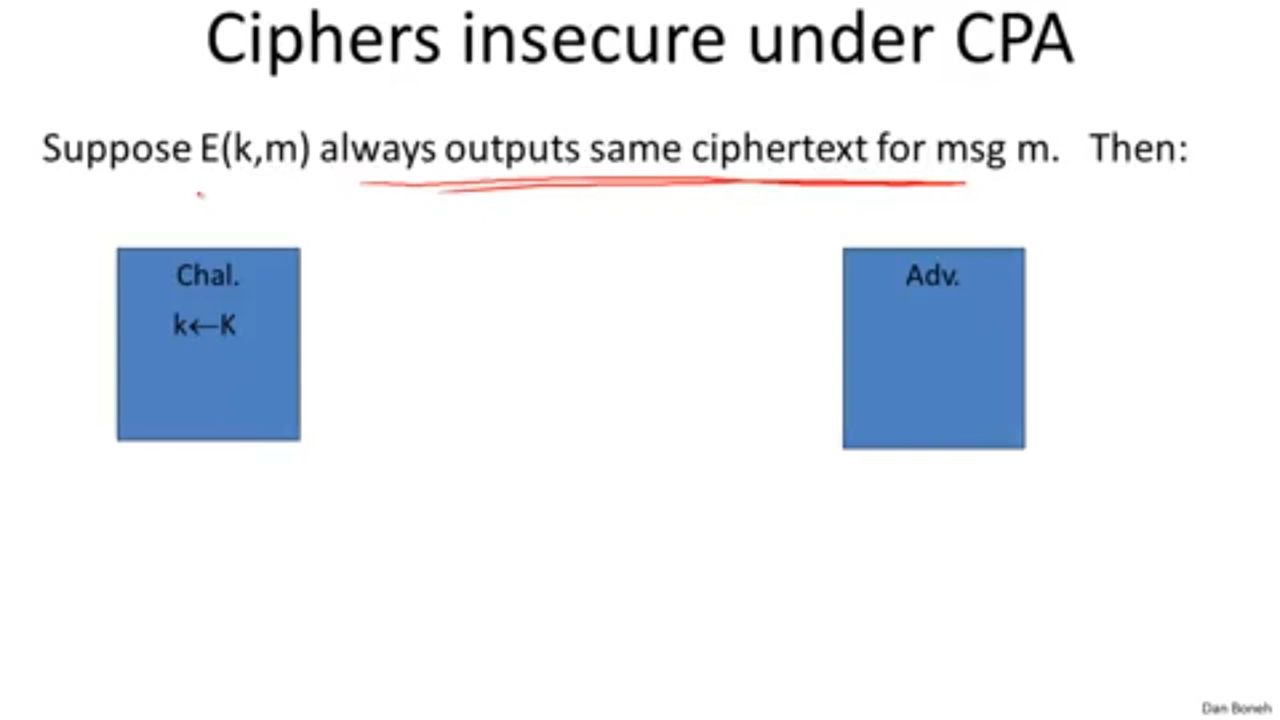 Ciphers insecure under CPA
Suppose E(k,m) always outputs same ciphertext for msg m.   Then:
Chal.
k←K
Adv.
Dan Boneh